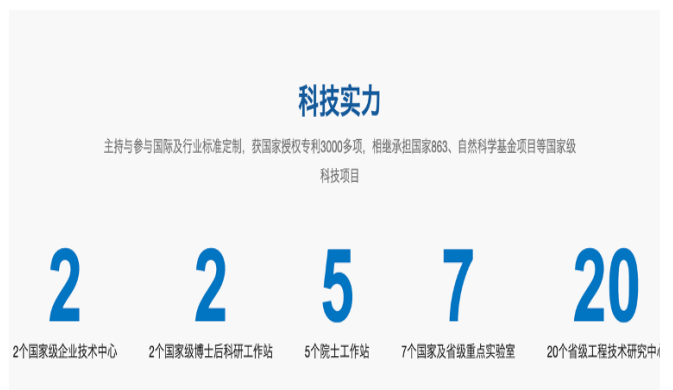 科技实力
主持与参与国际及行业标准定制，获国家授权专利3000多项，相继承担国家863、自然科学基金项目等国家级
科技项目
2 2 5 7 20
2个国家级企业技术中心 2个国家级博士后科研工作站 5个院士工作站 7个国家及省级重点实验室 20个省级工程技术研究中